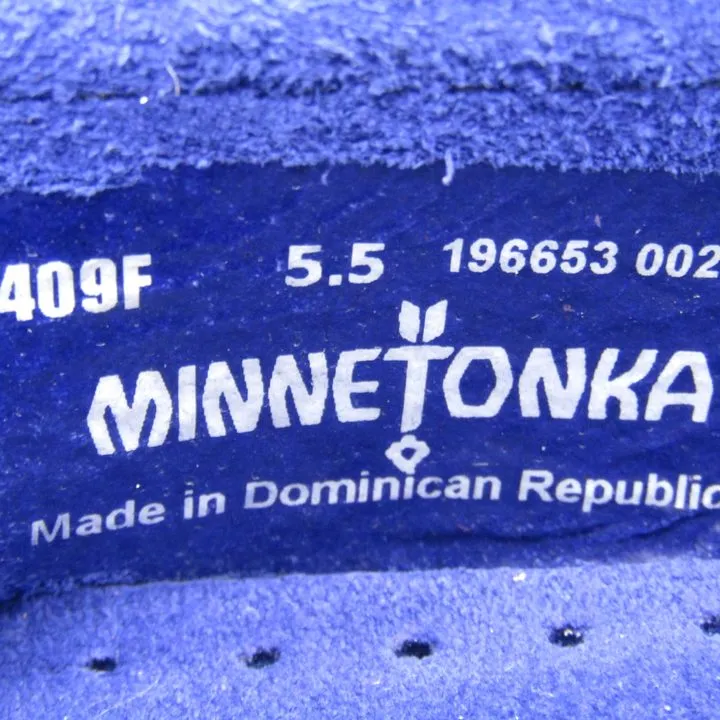 409F 5.5 196653 002
MINNETONKA
Made in Dominican Republic